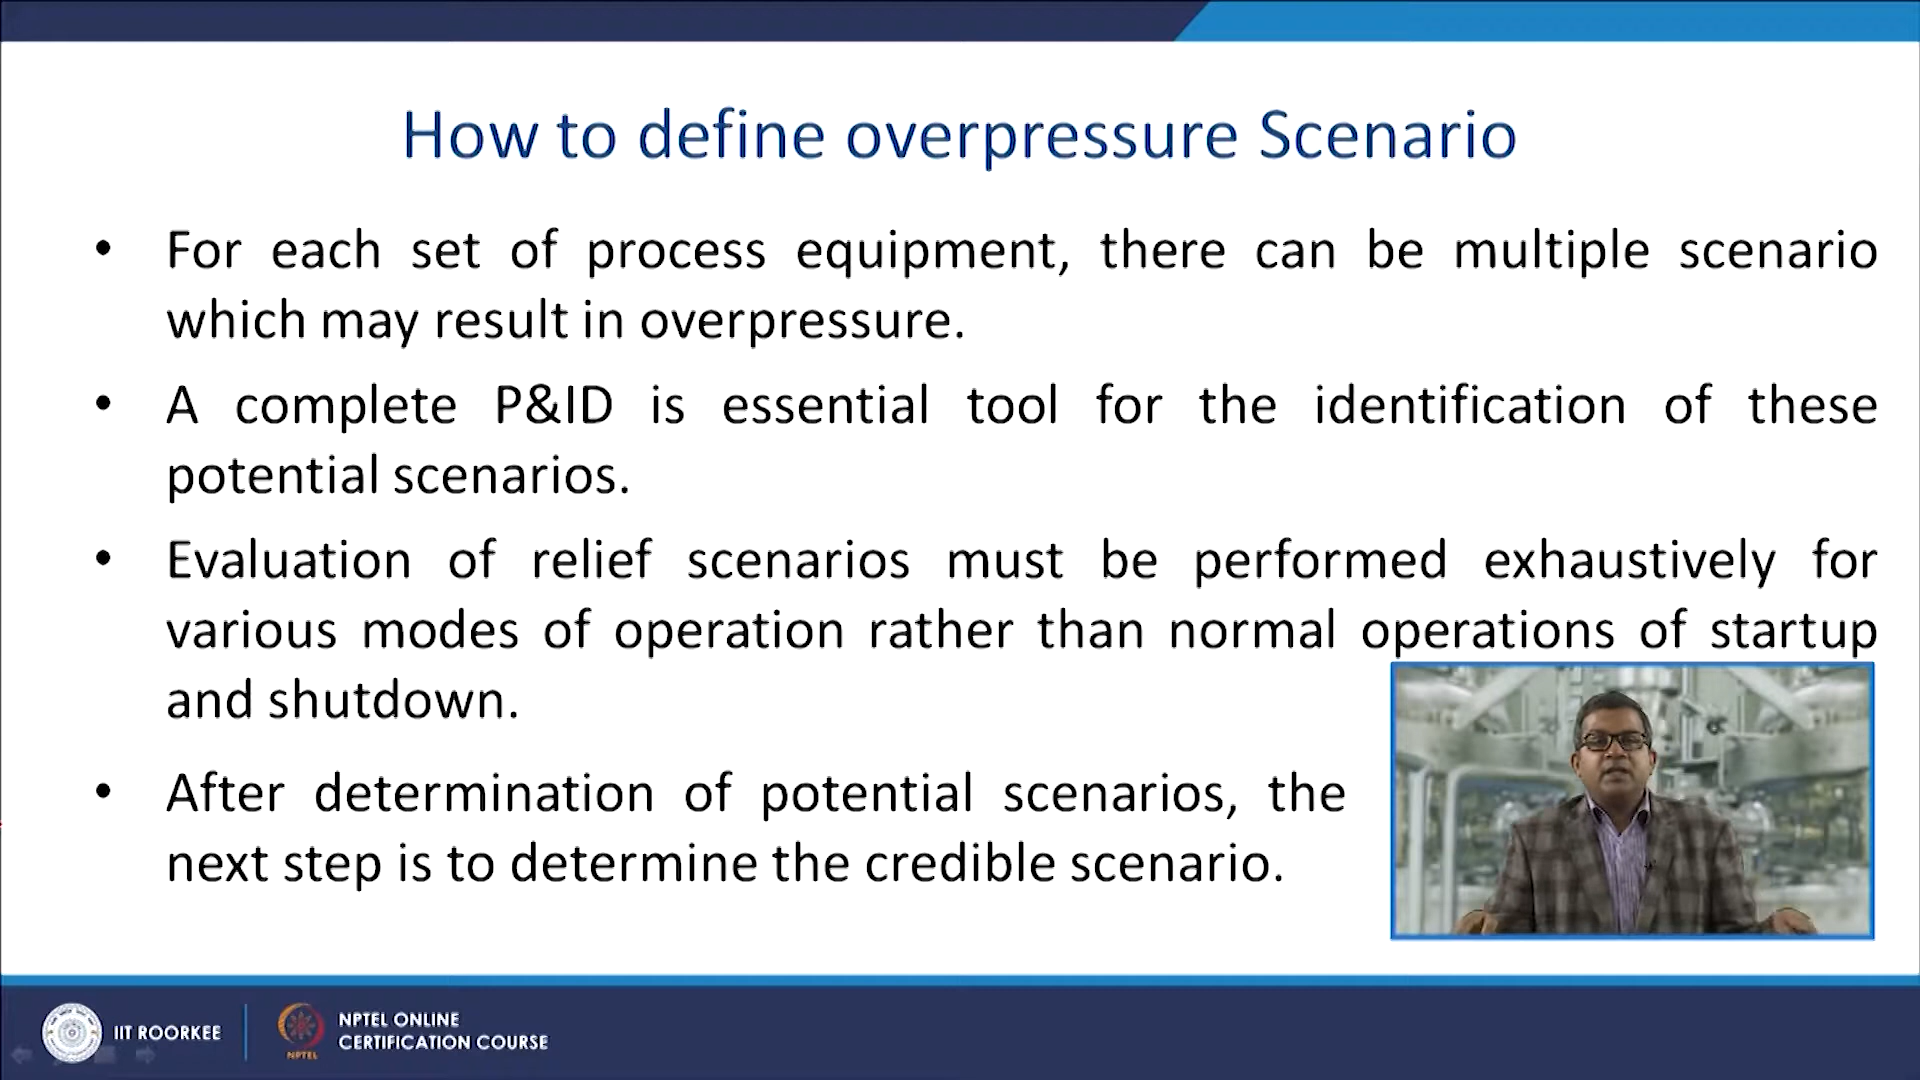 How to define overpressure Scenario
• For each set of process equipment, there can be multiple scenario
which may result in overpressure.
• A complete P&ID is essential tool for the identification of these
potential scenarios.
• Evaluation of relief scenarios must be performed exhaustively for
various modes of operation rather than normal operations of startup
and shutdown.
• After determination of potential scenarios, the
next step is to determine the credible scenario.
IIT ROORKEE
NPTEL
NPTEL ONLINE
CERTIFICATION COURSE